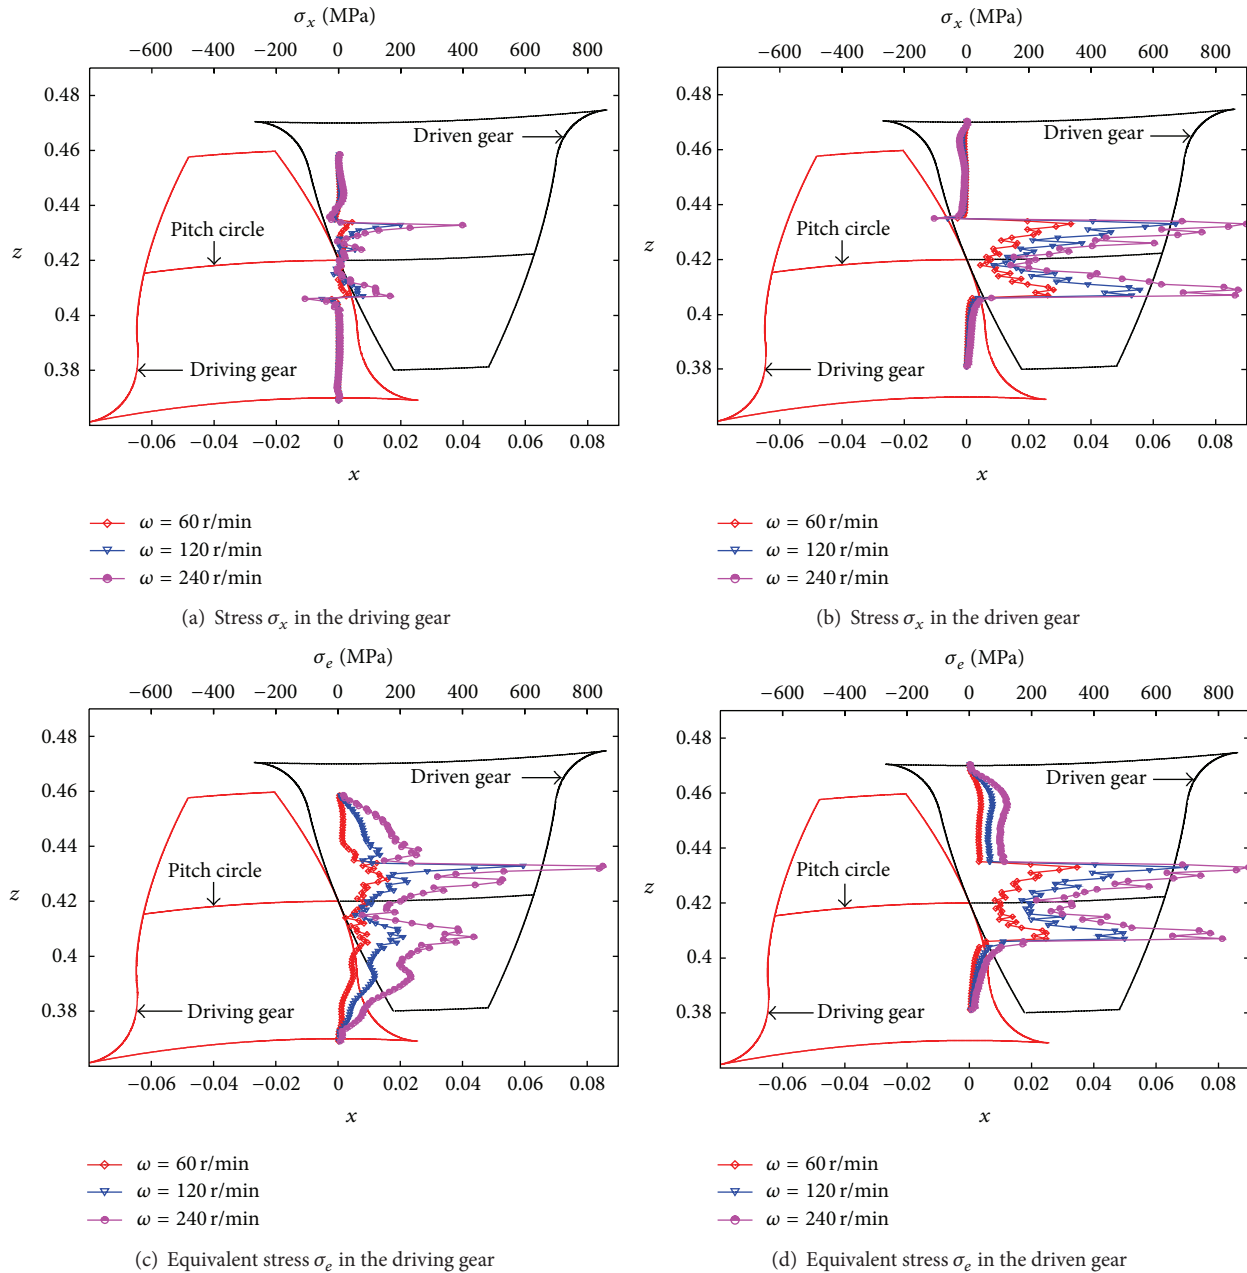 σx (MPa)
−600 −400 −200 0 200 400 600 800
0.48
0.46
0.44
0.42
0.4
0.38
z
Driven gear
Pitch circle
Driving gear
−0.06 −0.04 −0.02 0 0.02 0.04 0.06 0.08
x
ω = 60 r/min
ω = 120 r/min
ω = 240 r/min
(a) Stress σx in the driving gear
σx (MPa)
−600 −400 −200 0 200 400 600 800
0.48
0.46
0.44
0.42
0.4
0.38
z
Driven gear
Pitch circle
Driving gear
−0.06 −0.04 −0.02 0 0.02 0.04 0.06 0.08
x
ω = 60 r/min
ω = 120 r/min
ω = 240 r/min
(b) Stress σx in the driven gear
σe (MPa)
−600 −400 −200 0 200 400 600 800
0.48
0.46
0.44
0.42
0.4
0.38
z
Driven gear
Pitch circle
Driving gear
−0.06 −0.04 −0.02 0 0.02 0.04 0.06 0.08
x
ω = 60 r/min
ω = 120 r/min
ω = 240 r/min
(c) Equivalent stress σe in the driving gear
σe (MPa)
−600 −400 −200 0 200 400 600 800
0.48
0.46
0.44
0.42
0.4
0.38
z
Driven gear
Pitch circle
Driving gear
−0.06 −0.04 −0.02 0 0.02 0.04 0.06 0.08
x
ω = 60 r/min
ω = 120 r/min
ω = 240 r/min
(d) Equivalent stress σe in the driven gear